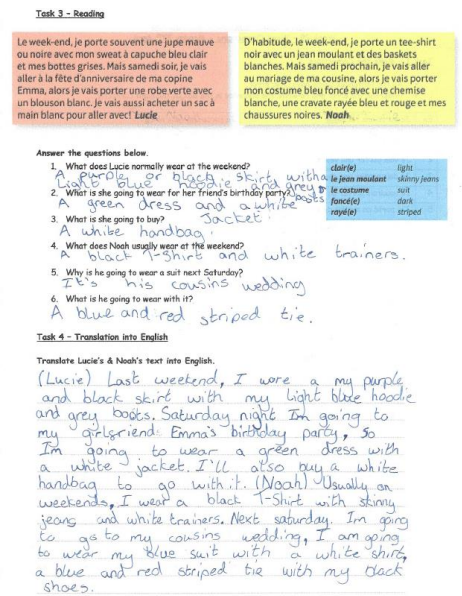 Task 3 – Reading
Le week-end, je porte souvent une jupe mauve
ou noire avec mon sweat à capuche bleu clair
et mes bottes grises. Mais samedi soir, je vais
aller à la fête d'anniversaire de ma copine
Emma, alors je vais porter une robe verte avec
un blouson blanc. Je vais aussi acheter un sac à
main blanc pour aller avec! Lucie
D'habitude, le week-end, je porte un tee-shirt
noir avec un jean moulant et des baskets
blanches. Mais samedi prochain, je vais aller
au mariage de ma cousine, alors je vais porter
mon costume bleu foncé avec une chemise
blanche, une cravate rayée bleu et rouge et mes
chaussures noires. Noah
Answer the questions below.
1. What does Lucie normally wear at the weekend?
A purple or black skirt with a
Light blue hoodie and grey boots
2. What is she going to wear for her friend's birthday party?
A green dress and a white
Jacket.
3. What is she going to buy?
A white handbag.
4. What does Noah usually wear at the weekend?
A black T-Shirt and white trainers.
5. Why is he going to wear a suit next Saturday?
It's his cousins wedding
6. What is he going to wear with it?
A blue and red striped tie.
clair(e) light
le jean moulant skinny jeans
le costume suit
foncé(e) dark
rayé(e) striped
Task 4 – Translation into English
Translate Lucie's & Noah's text into English.
(Lucie) Last weekend, I wore a my purple
and black skirt with my light blue hoodie
and grey boots. Saturday night Im going to
my girlfriend: Emma's birthday party, so
Im going to wear a green dress with
a white jacket. I'll also buy a white
handbag to go with it. (Noah) Usually on
weekends, I wear a black T-Shirt with skinny
jeans and white trainers. Next saturday. Im going
to go to my cousins wedding, I am going
to wear my blue suit with a white shirt,
a blue and red striped tie with my black
shoes.